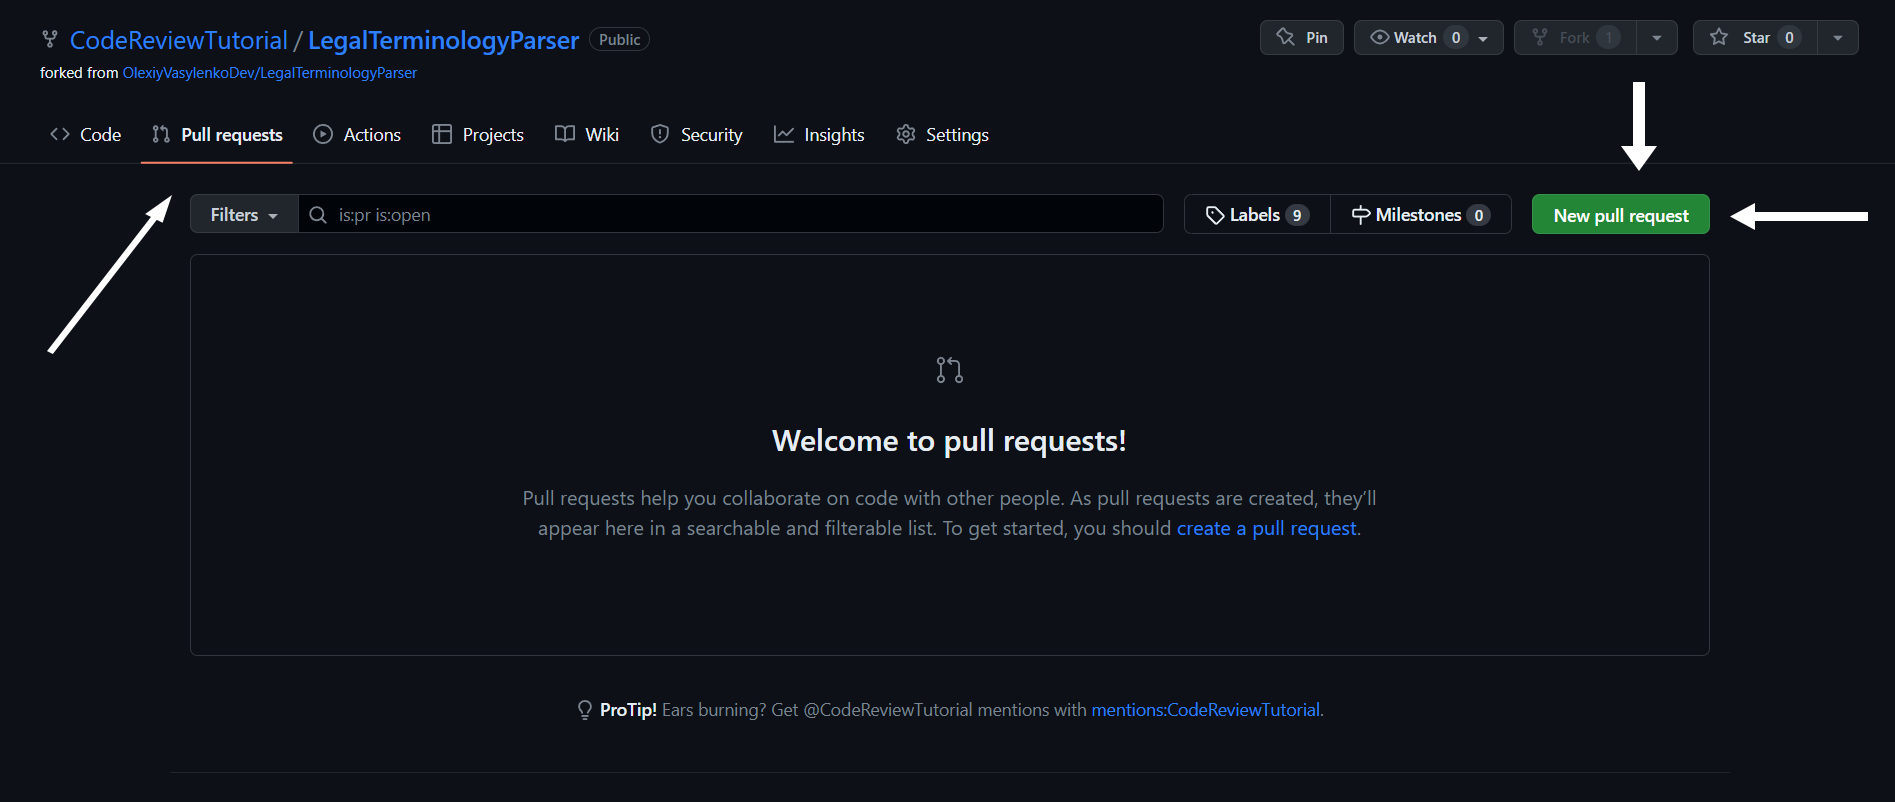 CodeReviewTutorial / LegalTerminologyParser Public
Pin Watch 0 Fork 1 Star 0
forked from OlexiyVasylenkoDev/LegalTerminologyParser
Code Pull requests Actions Projects Wiki Security Insights Settings
Filters is:pr is:open Labels 9 Milestones 0 New pull request
Welcome to pull requests!
Pull requests help you collaborate on code with other people. As pull requests are created, they’ll
appear here in a searchable and filterable list. To get started, you should create a pull request.
ProTip! Ears burning? Get @CodeReviewTutorial mentions with mentions:CodeReviewTutorial.